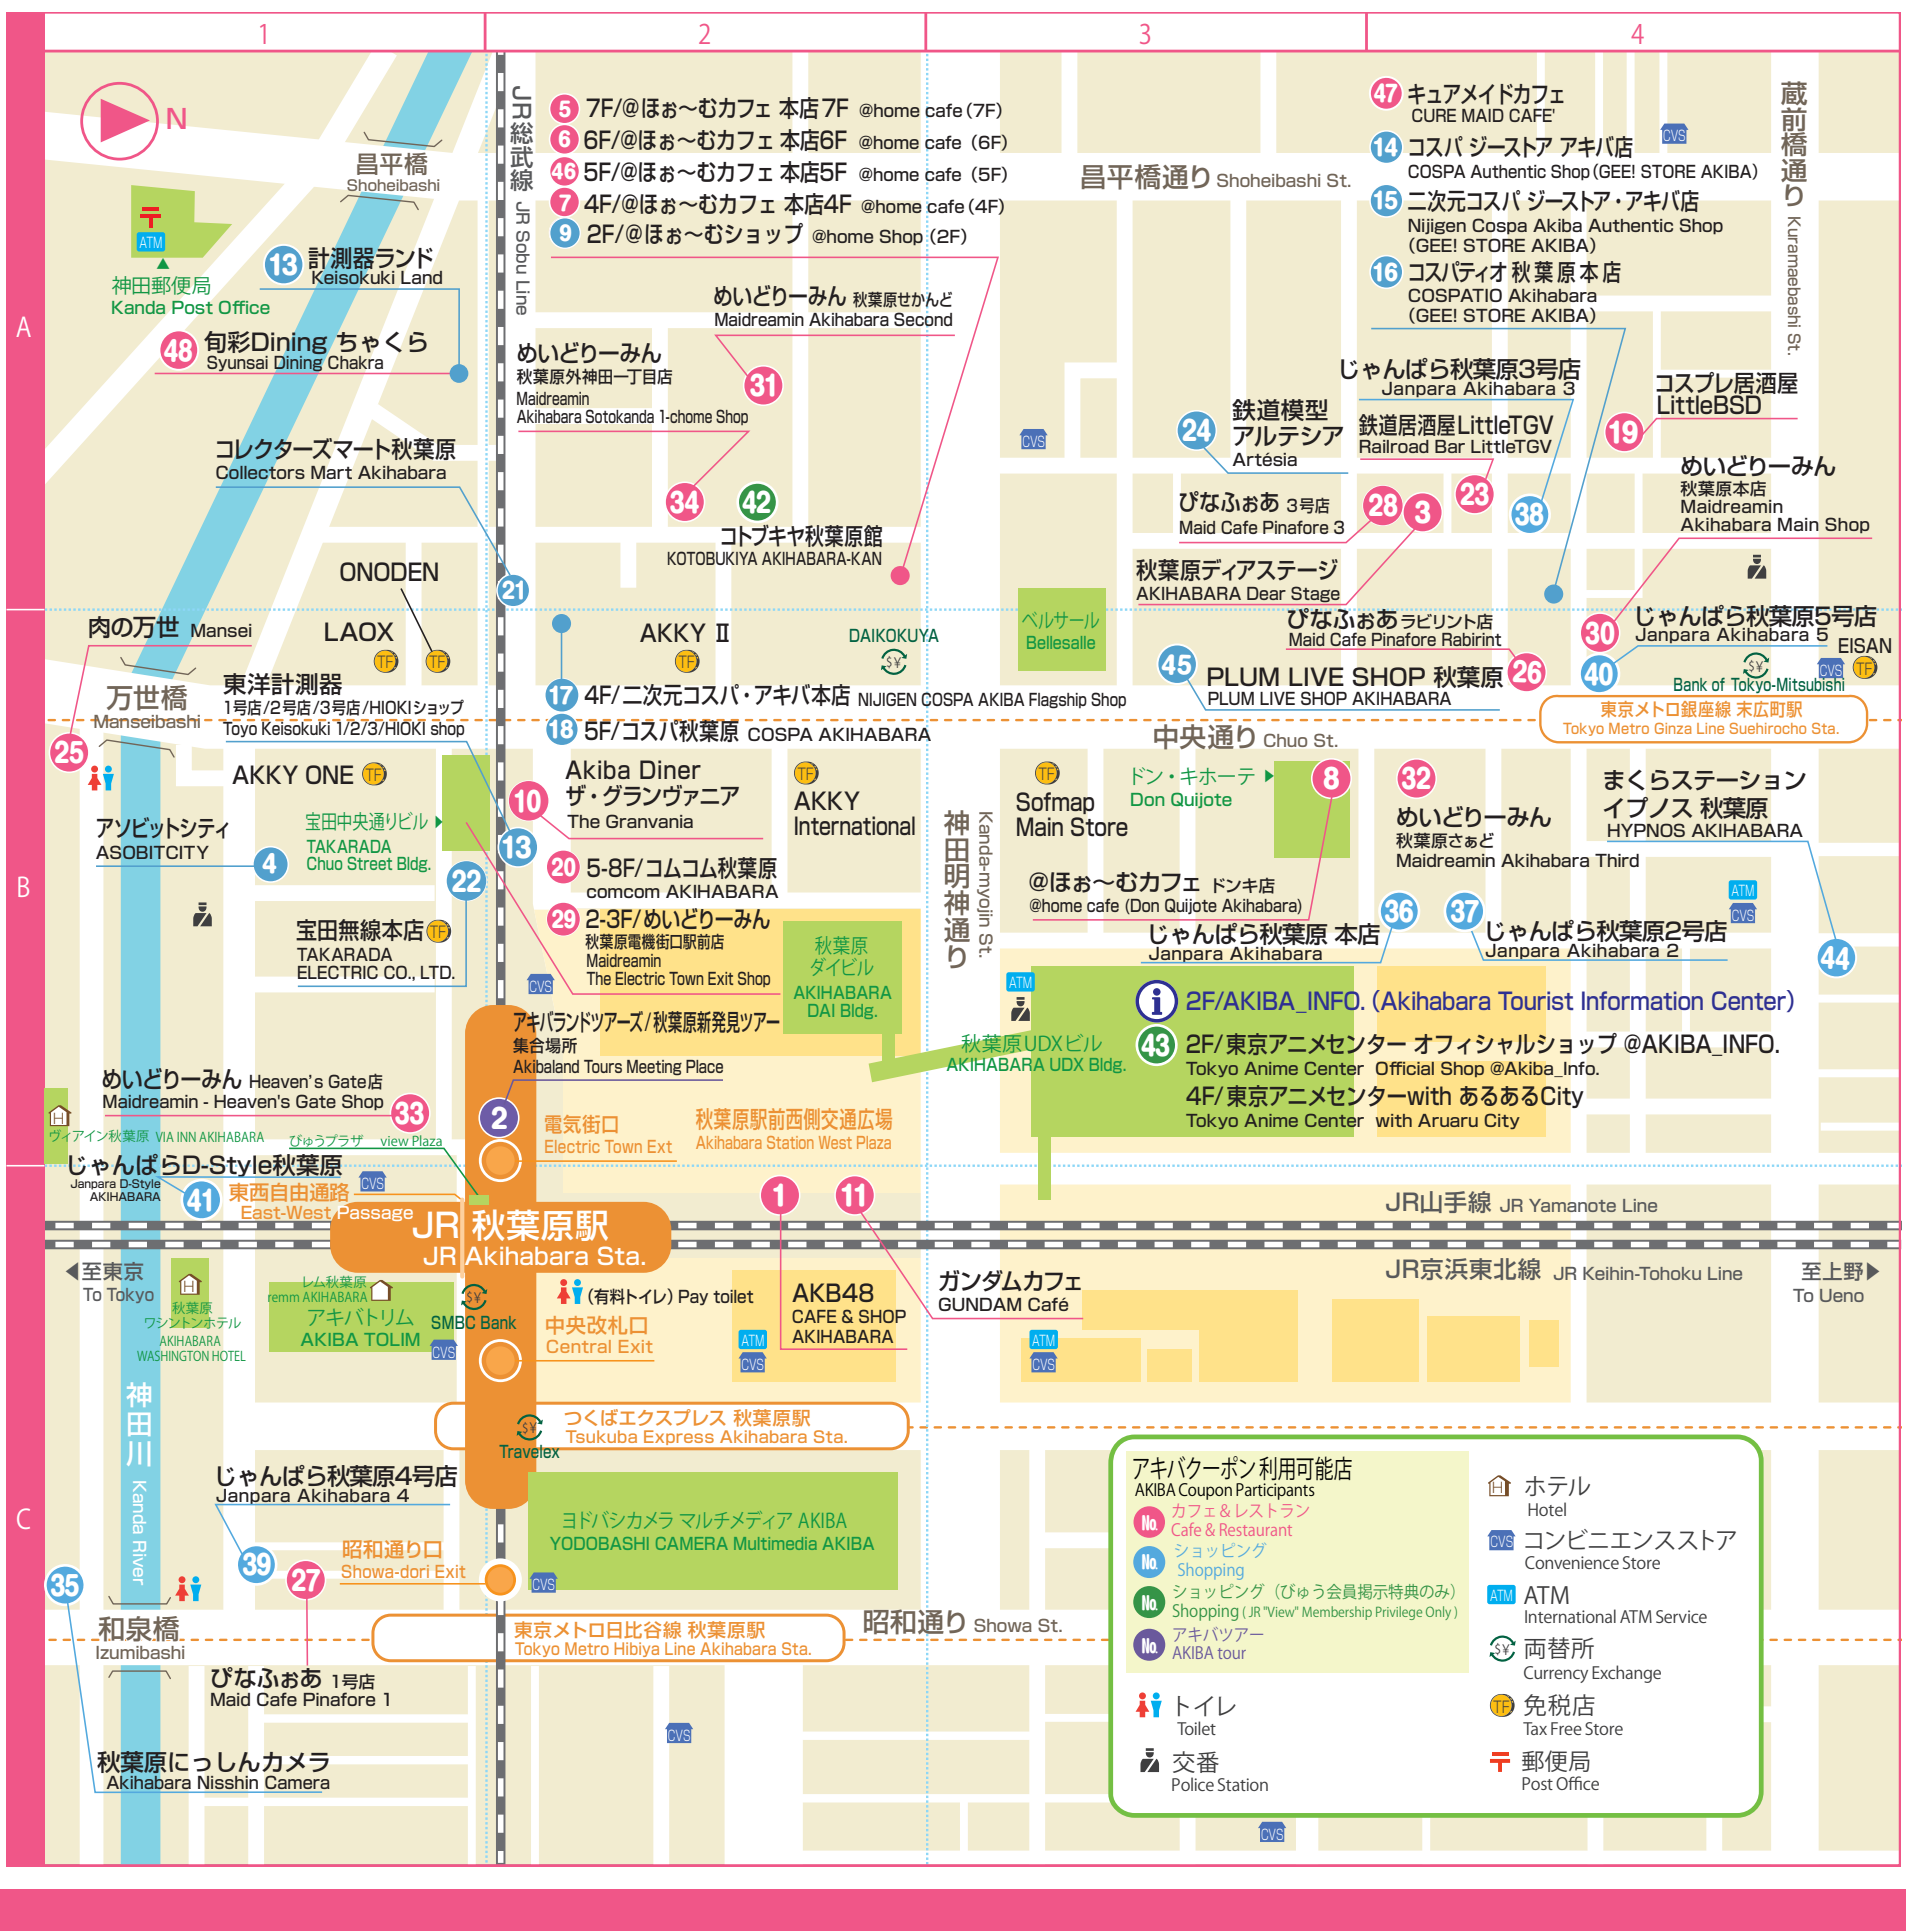 1
2
3
4
A
B
C
N
昌平橋
Shoheibashi
JR総武線 JR Sobu Line
〒
ATM
神田郵便局
Kanda Post Office
13 計測器ランド
Keisokuki Land
48 旬彩Dining ちゃくら
Syunsai Dining Chakra
コレクターズマート秋葉原
Collectors Mart Akihabara
21
ONODEN
5 7F/@ほぉ〜むカフェ 本店7F @home cafe (7F)
6 6F/@ほぉ〜むカフェ 本店6F @home cafe (6F)
46 5F/@ほぉ〜むカフェ 本店5F @home cafe (5F)
7 4F/@ほぉ〜むカフェ 本店4F @home cafe (4F)
9 2F/@ほぉ〜むショップ @home Shop (2F)
めいどりーみん 秋葉原せかんど
Maidreamin Akihabara Second
31
めいどりーみん
秋葉原外神田一丁目店
Maidreamin
Akihabara Sotokanda 1-chome Shop
34
42
コトブキヤ秋葉原館
KOTOBUKIYA AKIHABARA-KAN
昌平橋通り Shoheibashi St.
CVS
24 鉄道模型
アルテシア
Artésia
47 キュアメイドカフェ
CURE MAID CAFE'
14 コスパ ジーストア アキバ店
COSPA Authentic Shop (GEE! STORE AKIBA)
15 二次元コスパ ジーストア・アキバ店
Nijigen Cospa Akiba Authentic Shop
(GEE! STORE AKIBA)
16 コスパティオ 秋葉原本店
COSPATIO Akihabara
(GEE! STORE AKIBA)
CVS
蔵前橋通り Kuramaebashi St.
じゃんぱら秋葉原3号店
Janpara Akihabara 3
38
鉄道居酒屋LittleTGV
Railroad Bar LittleTGV
23
コスプレ居酒屋
LittleBSD
19
ぴなふぉあ 3号店
Maid Cafe Pinafore 3
28
3
秋葉原ディアステージ
AKIHABARA Dear Stage
めいどりーみん
秋葉原本店
Maidreamin
Akihabara Main Shop
30
肉の万世 Mansei
25
LAOX
TF
TF
万世橋
Manseibashi
東洋計測器
1号店/2号店/3号店/HIOKIショップ
Toyo Keisokuki 1/2/3/HIOKI shop
13
AKKY ONE TF
アソビットシティ
ASOBITCITY
4
宝田中央通りビル
TAKARADA
Chuo Street Bldg.
22
宝田無線本店 TF
TAKARADA
ELECTRIC CO., LTD.
AKKY II
TF
DAIKOKUYA
$¥
17 4F/二次元コスパ・アキバ本店 NIJIGEN COSPA AKIBA Flagship Shop
18 5F/コスパ秋葉原 COSPA AKIHABARA
10 Akiba Diner
ザ・グランヴァニア
The Granvania
TF
AKKY
International
20 5-8F/コムコム秋葉原
comcom AKIHABARA
29 2-3F/めいどりーみん
秋葉原電機街口駅前店
Maidreamin
The Electric Town Exit Shop
CVS
秋葉原
ダイビル
AKIHABARA
DAI Bldg.
アキバランドツアーズ/秋葉原新発見ツアー
集合場所
Akibaland Tours Meeting Place
2
ベルサール
Bellesalle
ぴなふぉあ ラビリント店
Maid Cafe Pinafore Rabirint
26
45 PLUM LIVE SHOP 秋葉原
PLUM LIVE SHOP AKIHABARA
40
じゃんぱら秋葉原5号店
Janpara Akihabara 5
EISAN
CVS TF
$¥
Bank of Tokyo-Mitsubishi
東京メトロ銀座線 末広町駅
Tokyo Metro Ginza Line Suehirocho Sta.
中央通り Chuo St.
TF
Sofmap
Main Store
ドン・キホーテ
Don Quijote
8
神田明神通り Kanda-myojin St.
@ほぉ〜むカフェ ドンキ店
@home cafe (Don Quijote Akihabara)
32
めいどりーみん
秋葉原さぁど
Maidreamin Akihabara Third
まくらステーション
イプノス 秋葉原
HYPNOS AKIHABARA
44
ATM
CVS
36
じゃんぱら秋葉原 本店
Janpara Akihabara
37
じゃんぱら秋葉原2号店
Janpara Akihabara 2
ATM
秋葉原UDXビル
AKIHABARA UDX Bldg.
i 2F/AKIBA_INFO. (Akihabara Tourist Information Center)
43 2F/東京アニメセンター オフィシャルショップ @AKIBA_INFO.
Tokyo Anime Center Official Shop @Akiba_Info.
4F/東京アニメセンターwith あるあるCity
Tokyo Anime Center with Aruaru City
めいどりーみん Heaven's Gate店
Maidreamin - Heaven's Gate Shop
33
H
ヴィアイン秋葉原 VIA INN AKIHABARA
びゅうプラザ view Plaza
じゃんぱらD-Style秋葉原
Janpara D-Style
AKIHABARA
41
CVS
東西自由通路
East-West Passage
電気街口
Electric Town Ext
秋葉原駅前西側交通広場
Akihabara Station West Plaza
JR 秋葉原駅
JR Akihabara Sta.
1
11
JR山手線 JR Yamanote Line
JR京浜東北線 JR Keihin-Tohoku Line
至東京
To Tokyo
至上野
To Ueno
H
秋葉原
ワシントンホテル
AKIHABARA
WASHINGTON HOTEL
レム秋葉原
remm AKIHABARA
アキバトリム
AKIBA TOLIM
$¥
SMBC Bank
CVS
(有料トイレ) Pay toilet
中央改札口
Central Exit
ATM
CVS
AKB48
CAFE & SHOP
AKIHABARA
ガンダムカフェ
GUNDAM Café
ATM
CVS
神田川 Kanda River
$¥
Travelex
つくばエクスプレス 秋葉原駅
Tsukuba Express Akihabara Sta.
じゃんぱら秋葉原4号店
Janpara Akihabara 4
39
ヨドバシカメラ マルチメディア AKIBA
YODOBASHI CAMERA Multimedia AKIBA
CVS
昭和通り口
Showa-dori Exit
35
27
和泉橋
Izumibashi
東京メトロ日比谷線 秋葉原駅
Tokyo Metro Hibiya Line Akihabara Sta.
昭和通り Showa St.
ぴなふぉあ 1号店
Maid Cafe Pinafore 1
秋葉原にっしんカメラ
Akihabara Nisshin Camera
CVS
CVS
アキバクーポン 利用可能店
AKIBA Coupon Participants
No. カフェ&レストラン
Cafe & Restaurant
No. ショッピング
Shopping
No. ショッピング（びゅう会員掲示特典のみ）
Shopping ( JR "View" Membership Privilege Only )
No. アキバツアー
AKIBA tour
トイレ
Toilet
交番
Police Station
H ホテル
Hotel
CVS コンビニエンスストア
Convenience Store
ATM ATM
International ATM Service
$¥ 両替所
Currency Exchange
TF 免税店
Tax Free Store
〒 郵便局
Post Office